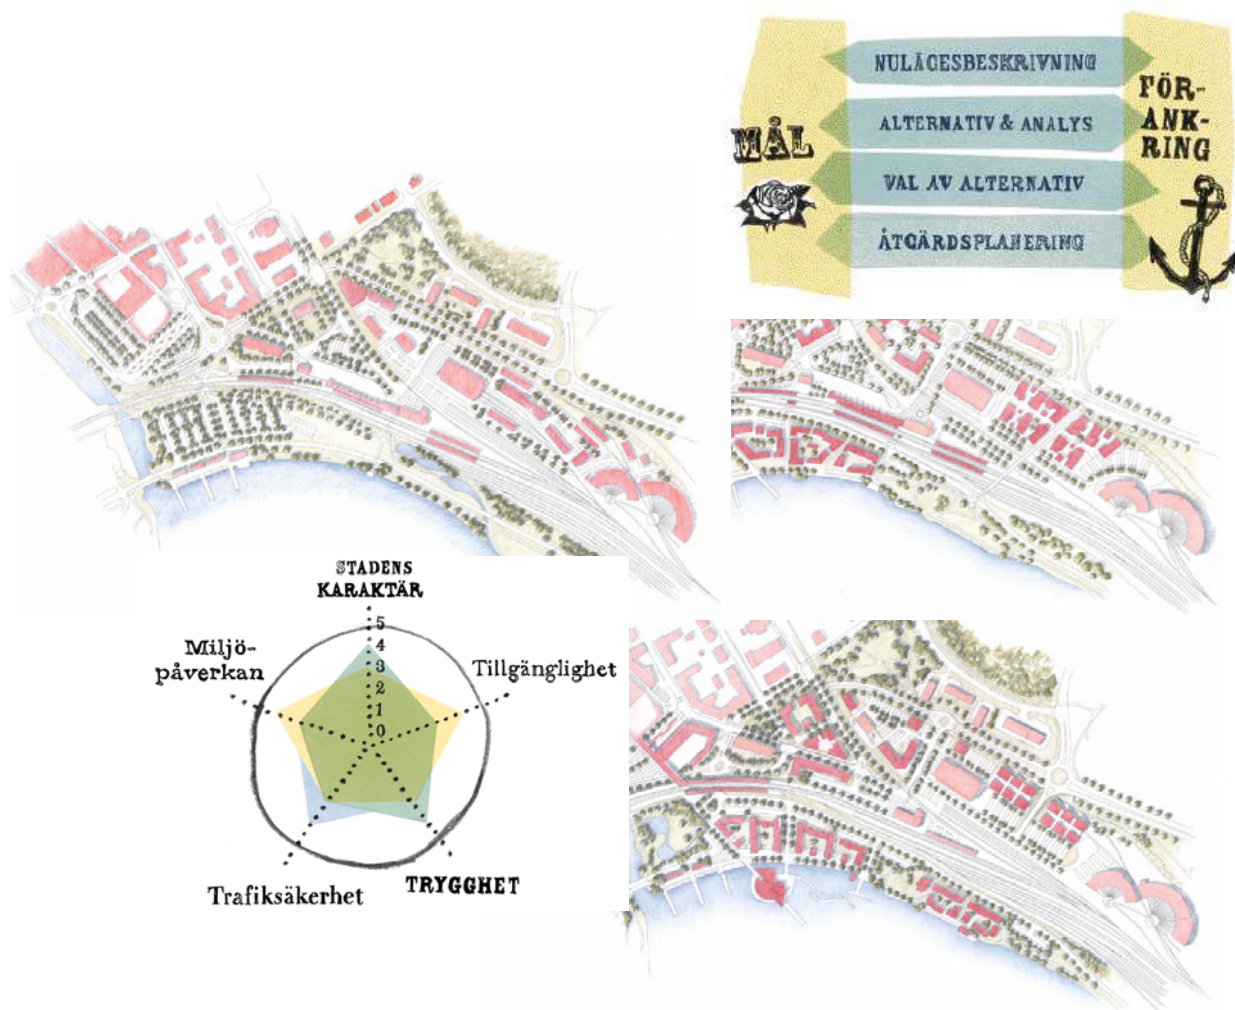 NULÄGESBESKRIVNING
ALTERNATIV & ANALYS
VAL AV ALTERNATIV
ÅTGÄRDSPLANERING
MÅL
FÖR-
ANK-
RING
STADENS
KARAKTÄR
5
4
3
2
1
0
Miljö-
påverkan
Tillgänglighet
Trafiksäkerhet
TRYGGHET